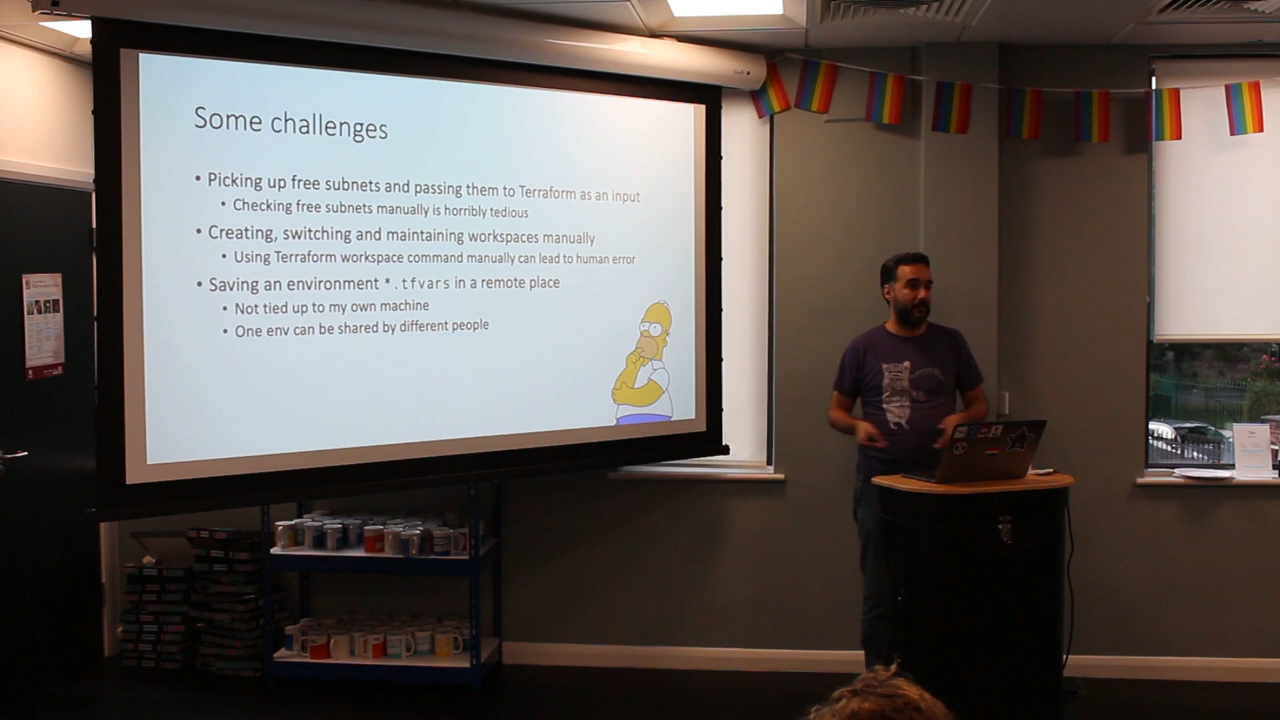 Some challenges
• Picking up free subnets and passing them to Terraform as an input
• Checking free subnets manually is horribly tedious
• Creating, switching and maintaining workspaces manually
• Using Terraform workspace command manually can lead to human error
• Saving an environment *.tfvars in a remote place
• Not tied up to my own machine
• One env can be shared by different people